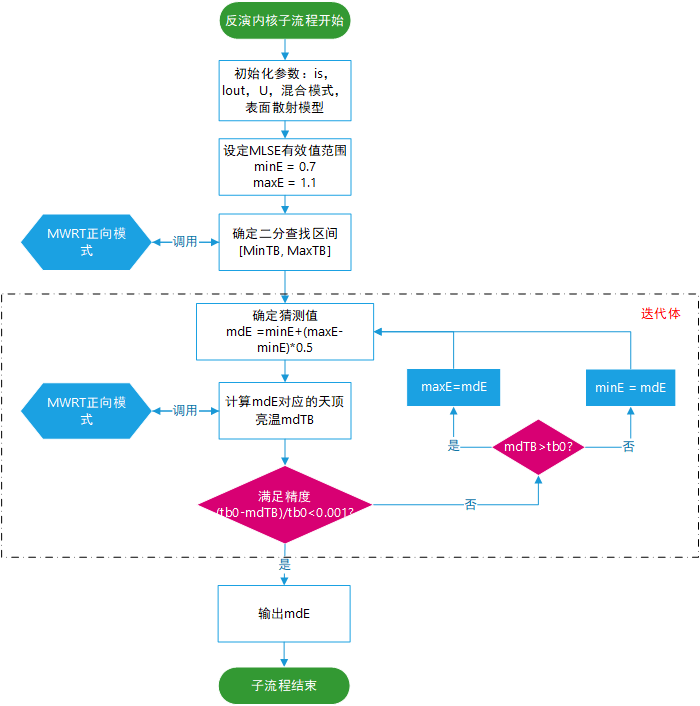 反演内核子流程开始
初始化参数：is，
Iout，U，混合模式，
表面散射模型
设定MLSE有效值范围
minE = 0.7
maxE = 1.1
MWRT正向模
式
调用
确定二分查找区间
[MinTB, MaxTB]
迭代体
确定猜测值
mdE =minE+(maxE-
minE)*0.5
maxE=mdE
minE = mdE
MWRT正向模
式
调用
计算mdE对应的天顶
亮温mdTB
是
mdTB>tb0?
否
满足精度
(tb0-mdTB)/tb0<0.001?
否
是
输出mdE
子流程结束